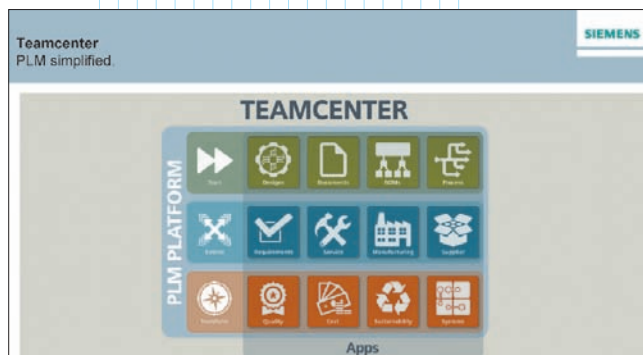 Teamcenter
PLM simplified.
SIEMENS
TEAMCENTER
PLM PLATFORM
Start
Designs
Documents
BOMs
Process
Extend
Requirements
Service
Manufacturing
Supplier
Transform
Quality
Cost
Sustainability
Systems
Apps